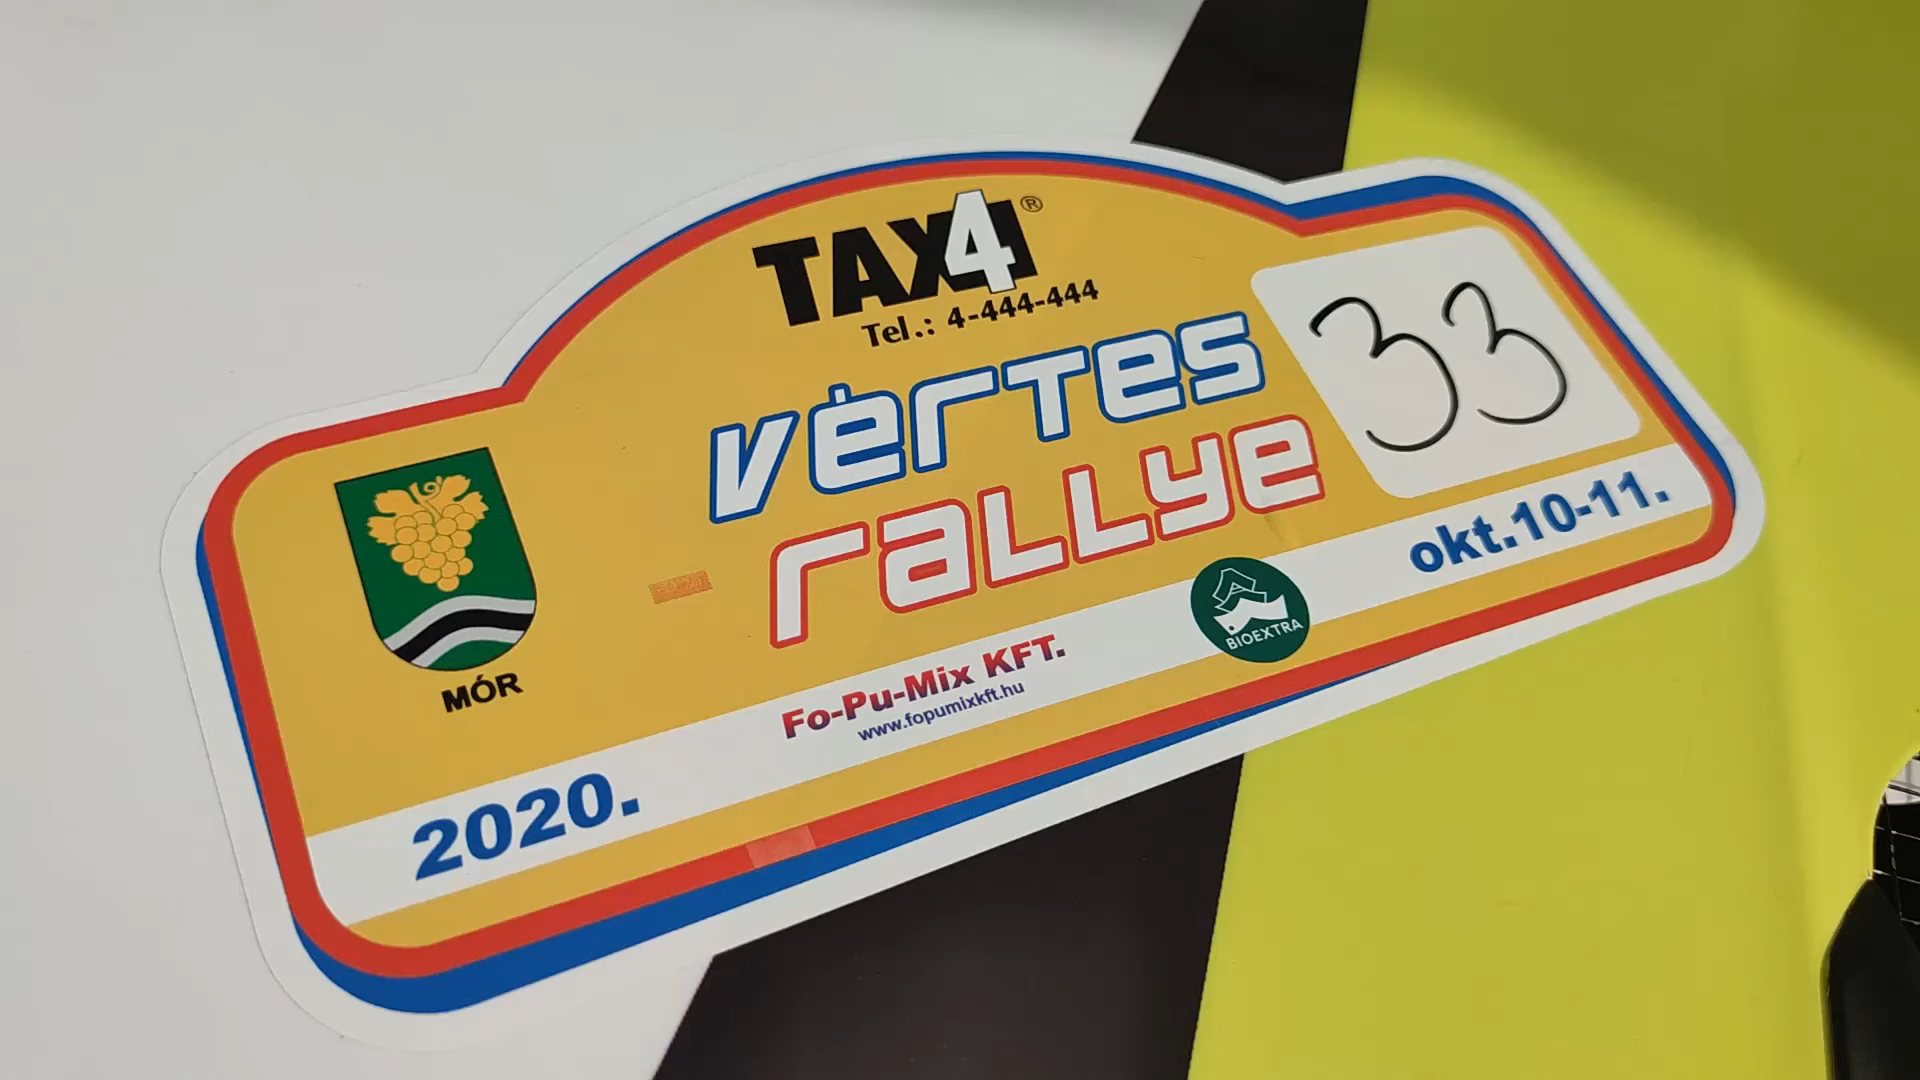 TAX4®
Tel.: 4-444-444
vėrtes
rallye
33
okt.10-11.
BIOEXTRA
MÓR
Fo-Pu-Mix KFT.
www.fopumixkft.hu
2020.